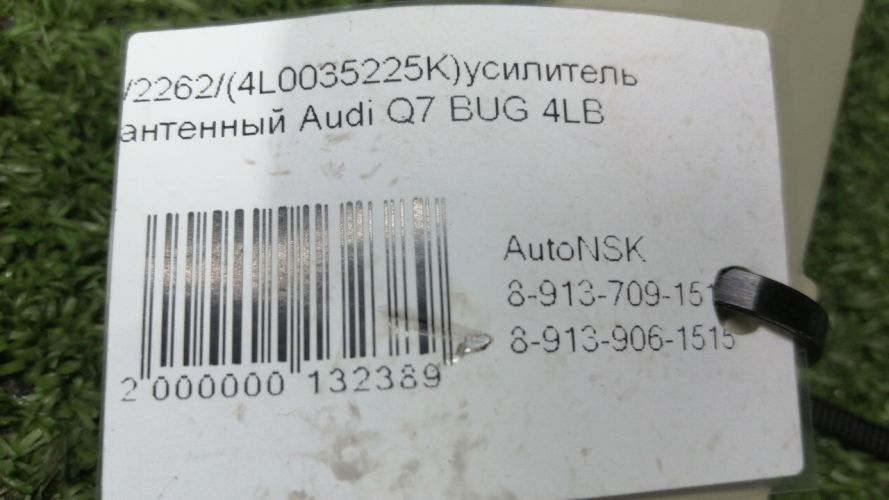 /2262/(4L0035225K)усилитель
антенный Audi Q7 BUG 4LB
AutoNSK
8-913-709-151
8-913-906-1515
2 000000 132389